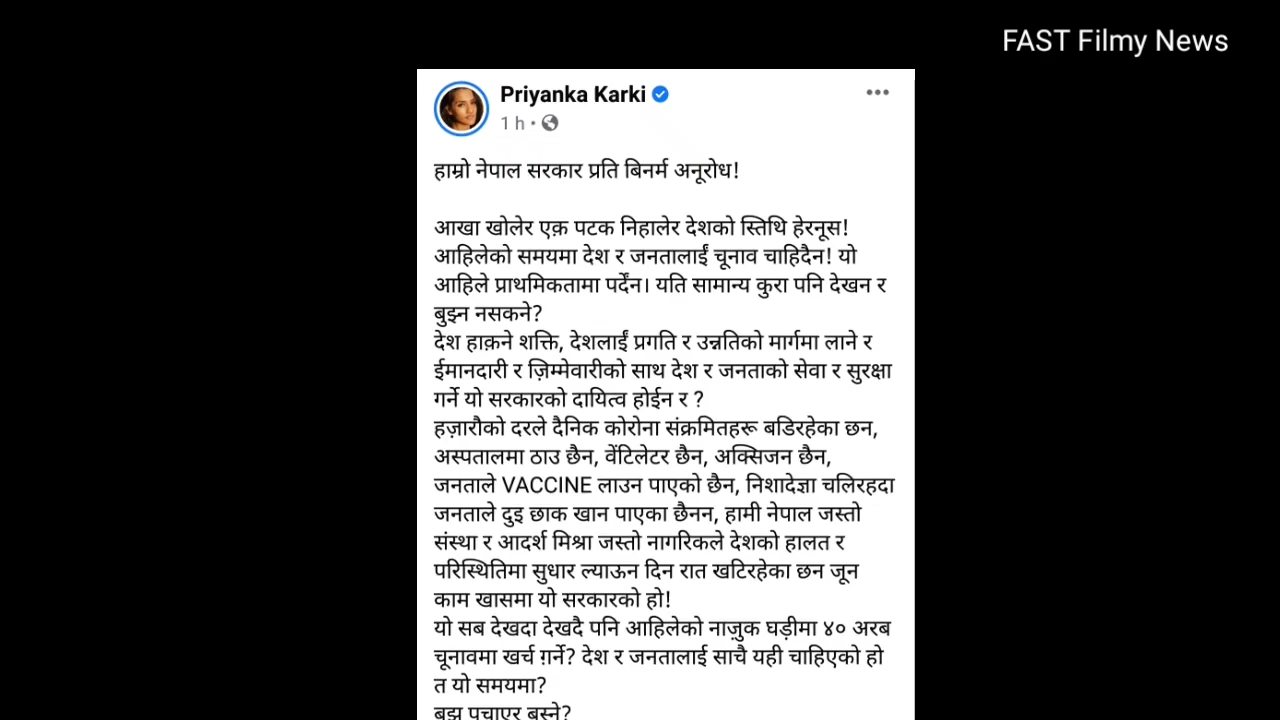 FAST Filmy News
Priyanka Karki
1 h
हाम्रो नेपाल सरकार प्रति बिनर्म अनूरोध!
आखा खोलेर एक़ पटक निहालेर देशको स्तिथि हेरनूस!
आहिलेको समयमा देश र जनतालाईं चूनाव चाहिदैन! यो
आहिले प्राथमिकतामा पर्देंन। यति सामान्य कुरा पनि देखन र
बुझ्न नसकने?
देश हाक़ने शक्ति, देशलाईं प्रगति र उन्नतिको मार्गमा लाने र
ईमानदारी र ज़िम्मेवारीको साथ देश र जनताको सेवा र सुरक्षा
गर्ने यो सरकारको दायित्व होईन र ?
हज़ारौको दरले दैनिक कोरोना संक्रमितहरू बडिरहेका छन,
अस्पतालमा ठाउ छैन, वेंटिलेटर छैन, अक्सिजन छैन,
जनताले VACCINE लाउन पाएको छैन, निशादेज्ञा चलिरहदा
जनताले दुइ छाक खान पाएका छैनन, हामी नेपाल जस्तो
संस्था र आदर्श मिश्रा जस्तो नागरिकले देशको हालत र
परिस्थितिमा सुधार ल्याऊन दिन रात खटिरहेका छन जून
काम खासमा यो सरकारको हो!
यो सब देखदा देखदै पनि आहिलेको नाज़ुक घड़ीमा ४० अरब
चूनावमा खर्च ग़र्ने? देश र जनतालाई साचै यही चाहिएको हो
त यो समयमा?
बुझ पचाएर बस्ने?